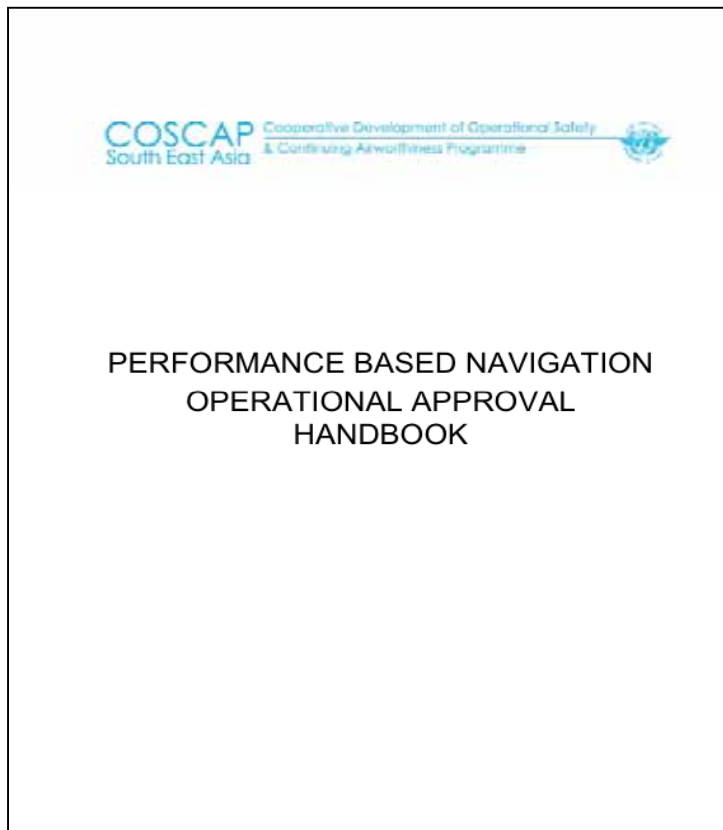 COSCAP
South East Asia
Cooperative Development of Operational Safety
& Continuing Airworthiness Programme
PERFORMANCE BASED NAVIGATION
OPERATIONAL APPROVAL
HANDBOOK